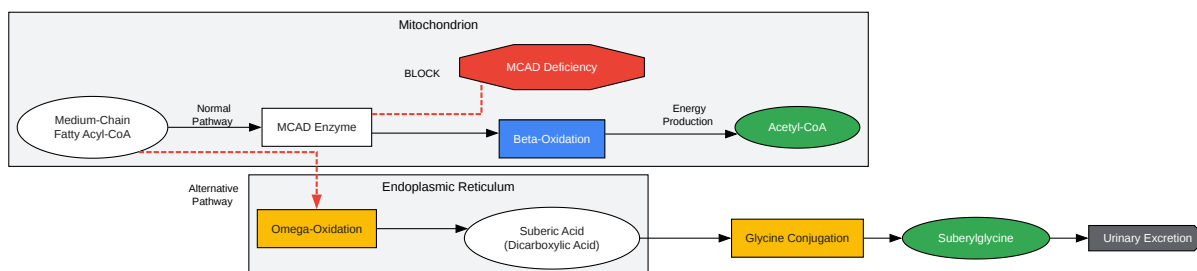 Mitochondrion
MCAD Deficiency
BLOCK
Medium-Chain
Fatty Acyl-CoA
Normal
Pathway
MCAD Enzyme
Beta-Oxidation
Energy
Production
Acetyl-CoA
Alternative
Pathway
Endoplasmic Reticulum
Omega-Oxidation
Suberic Acid
(Dicarboxylic Acid)
Glycine Conjugation
Suberylglycine
Urinary Excretion